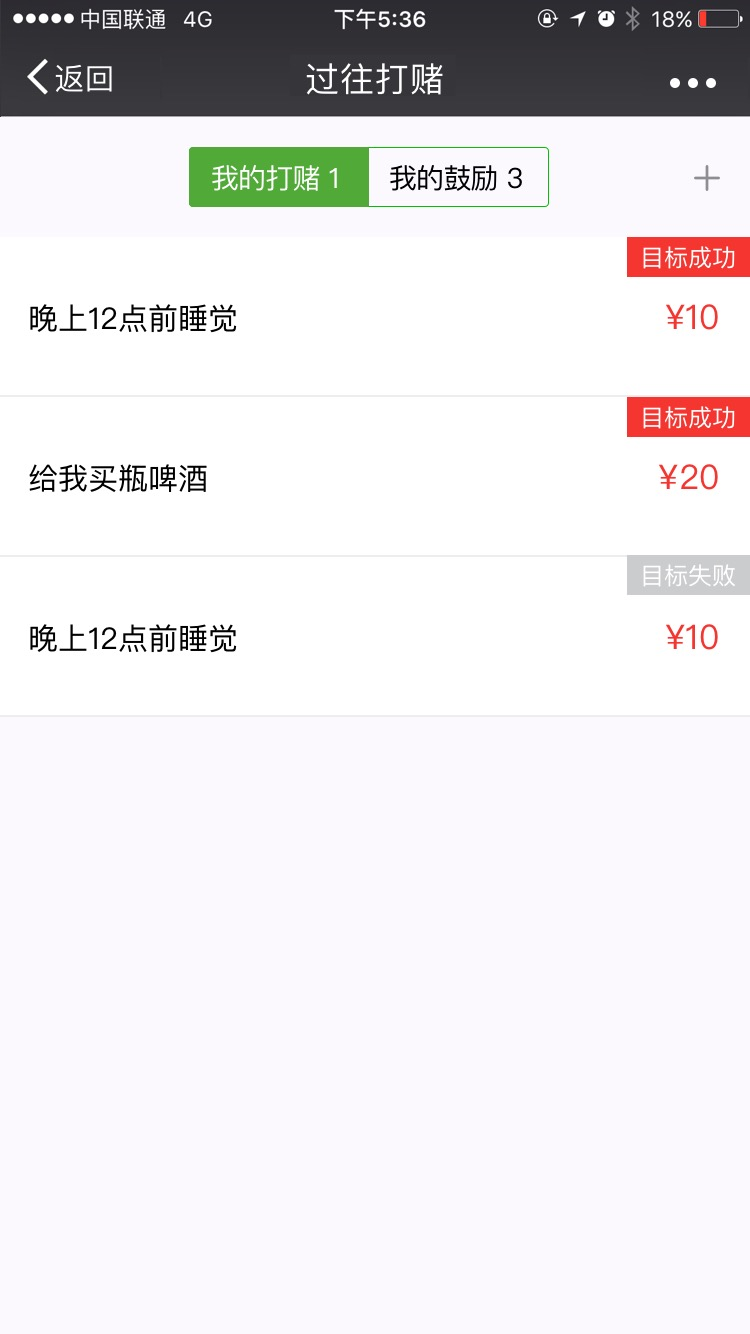 中国联通 4G 下午5:36 18%
返回 过往打赌
我的打赌 1 我的鼓励 3
目标成功
晚上12点前睡觉 ¥10
目标成功
给我买瓶啤酒 ¥20
目标失败
晚上12点前睡觉 ¥10